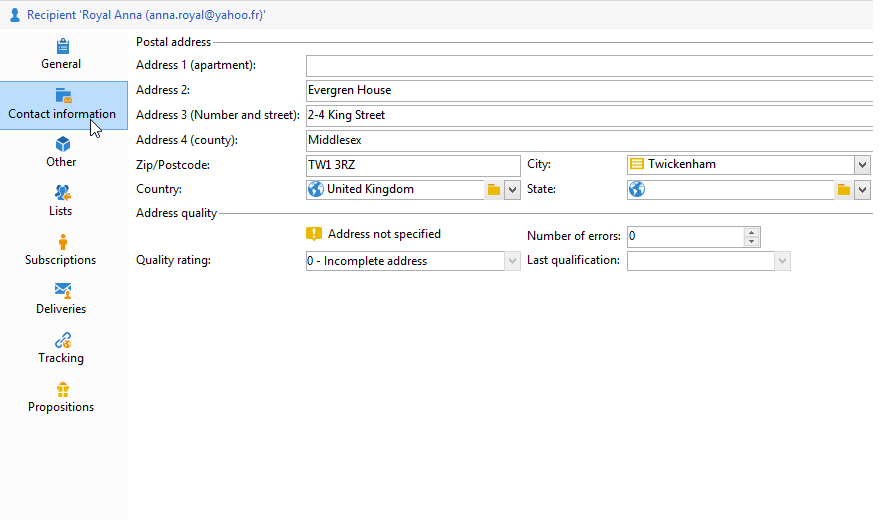 Recipient 'Royal Anna (anna.royal@yahoo.fr)'
General
Contact information
Other
Lists
Subscriptions
Deliveries
Tracking
Propositions
Postal address
Address 1 (apartment):
Address 2: Evergren House
Address 3 (Number and street): 2-4 King Street
Address 4 (county): Middlesex
Zip/Postcode: TW1 3RZ City: Twickenham
Country: United Kingdom State:
Address quality
Address not specified Number of errors: 0
Quality rating: 0 - Incomplete address Last qualification: